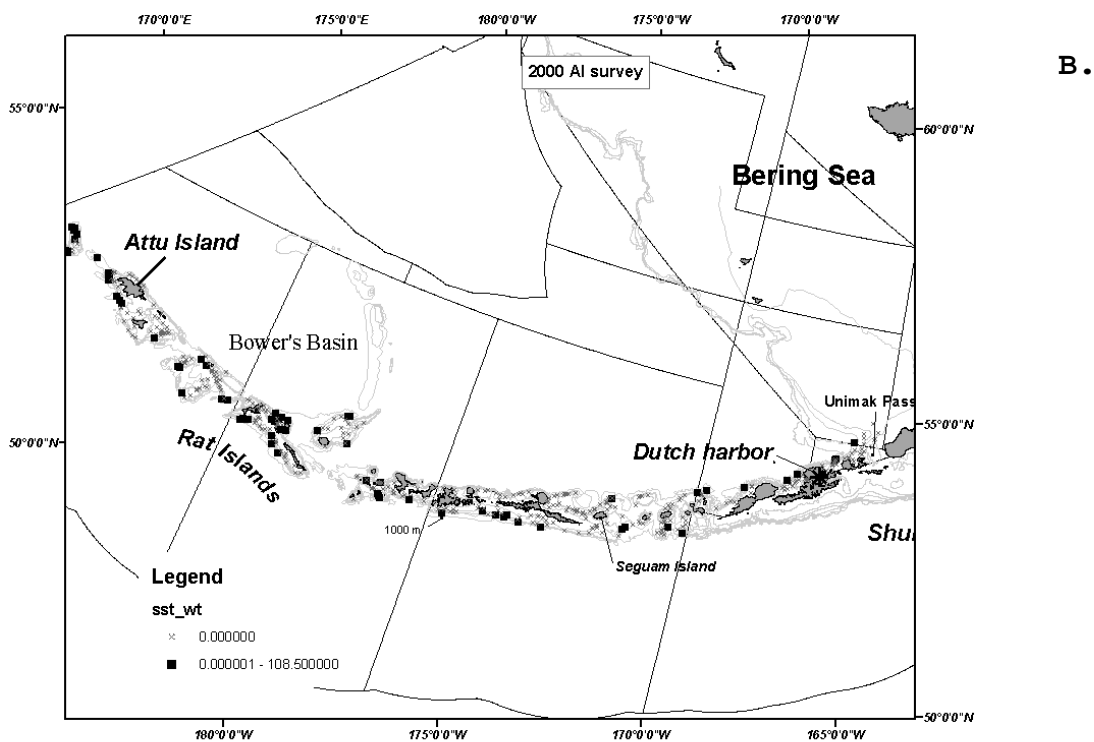 170°0'0"E 175°0'0"E 180°0'0"W 175°0'0"W 170°0'0"W
B.
2000 AI survey
55°0'0"N
60°0'0"N
Bering Sea
Attu Island
Bower's Basin
Unimak Pass
55°0'0"N
50°0'0"N
Rat Islands
Dutch harbor
1000 m
Shu
Seguam Island
Legend
sst_wt
0.000000
0.000001 - 108.500000
50°0'0"N
180°0'0"W 175°0'0"W 170°0'0"W 165°0'0"W